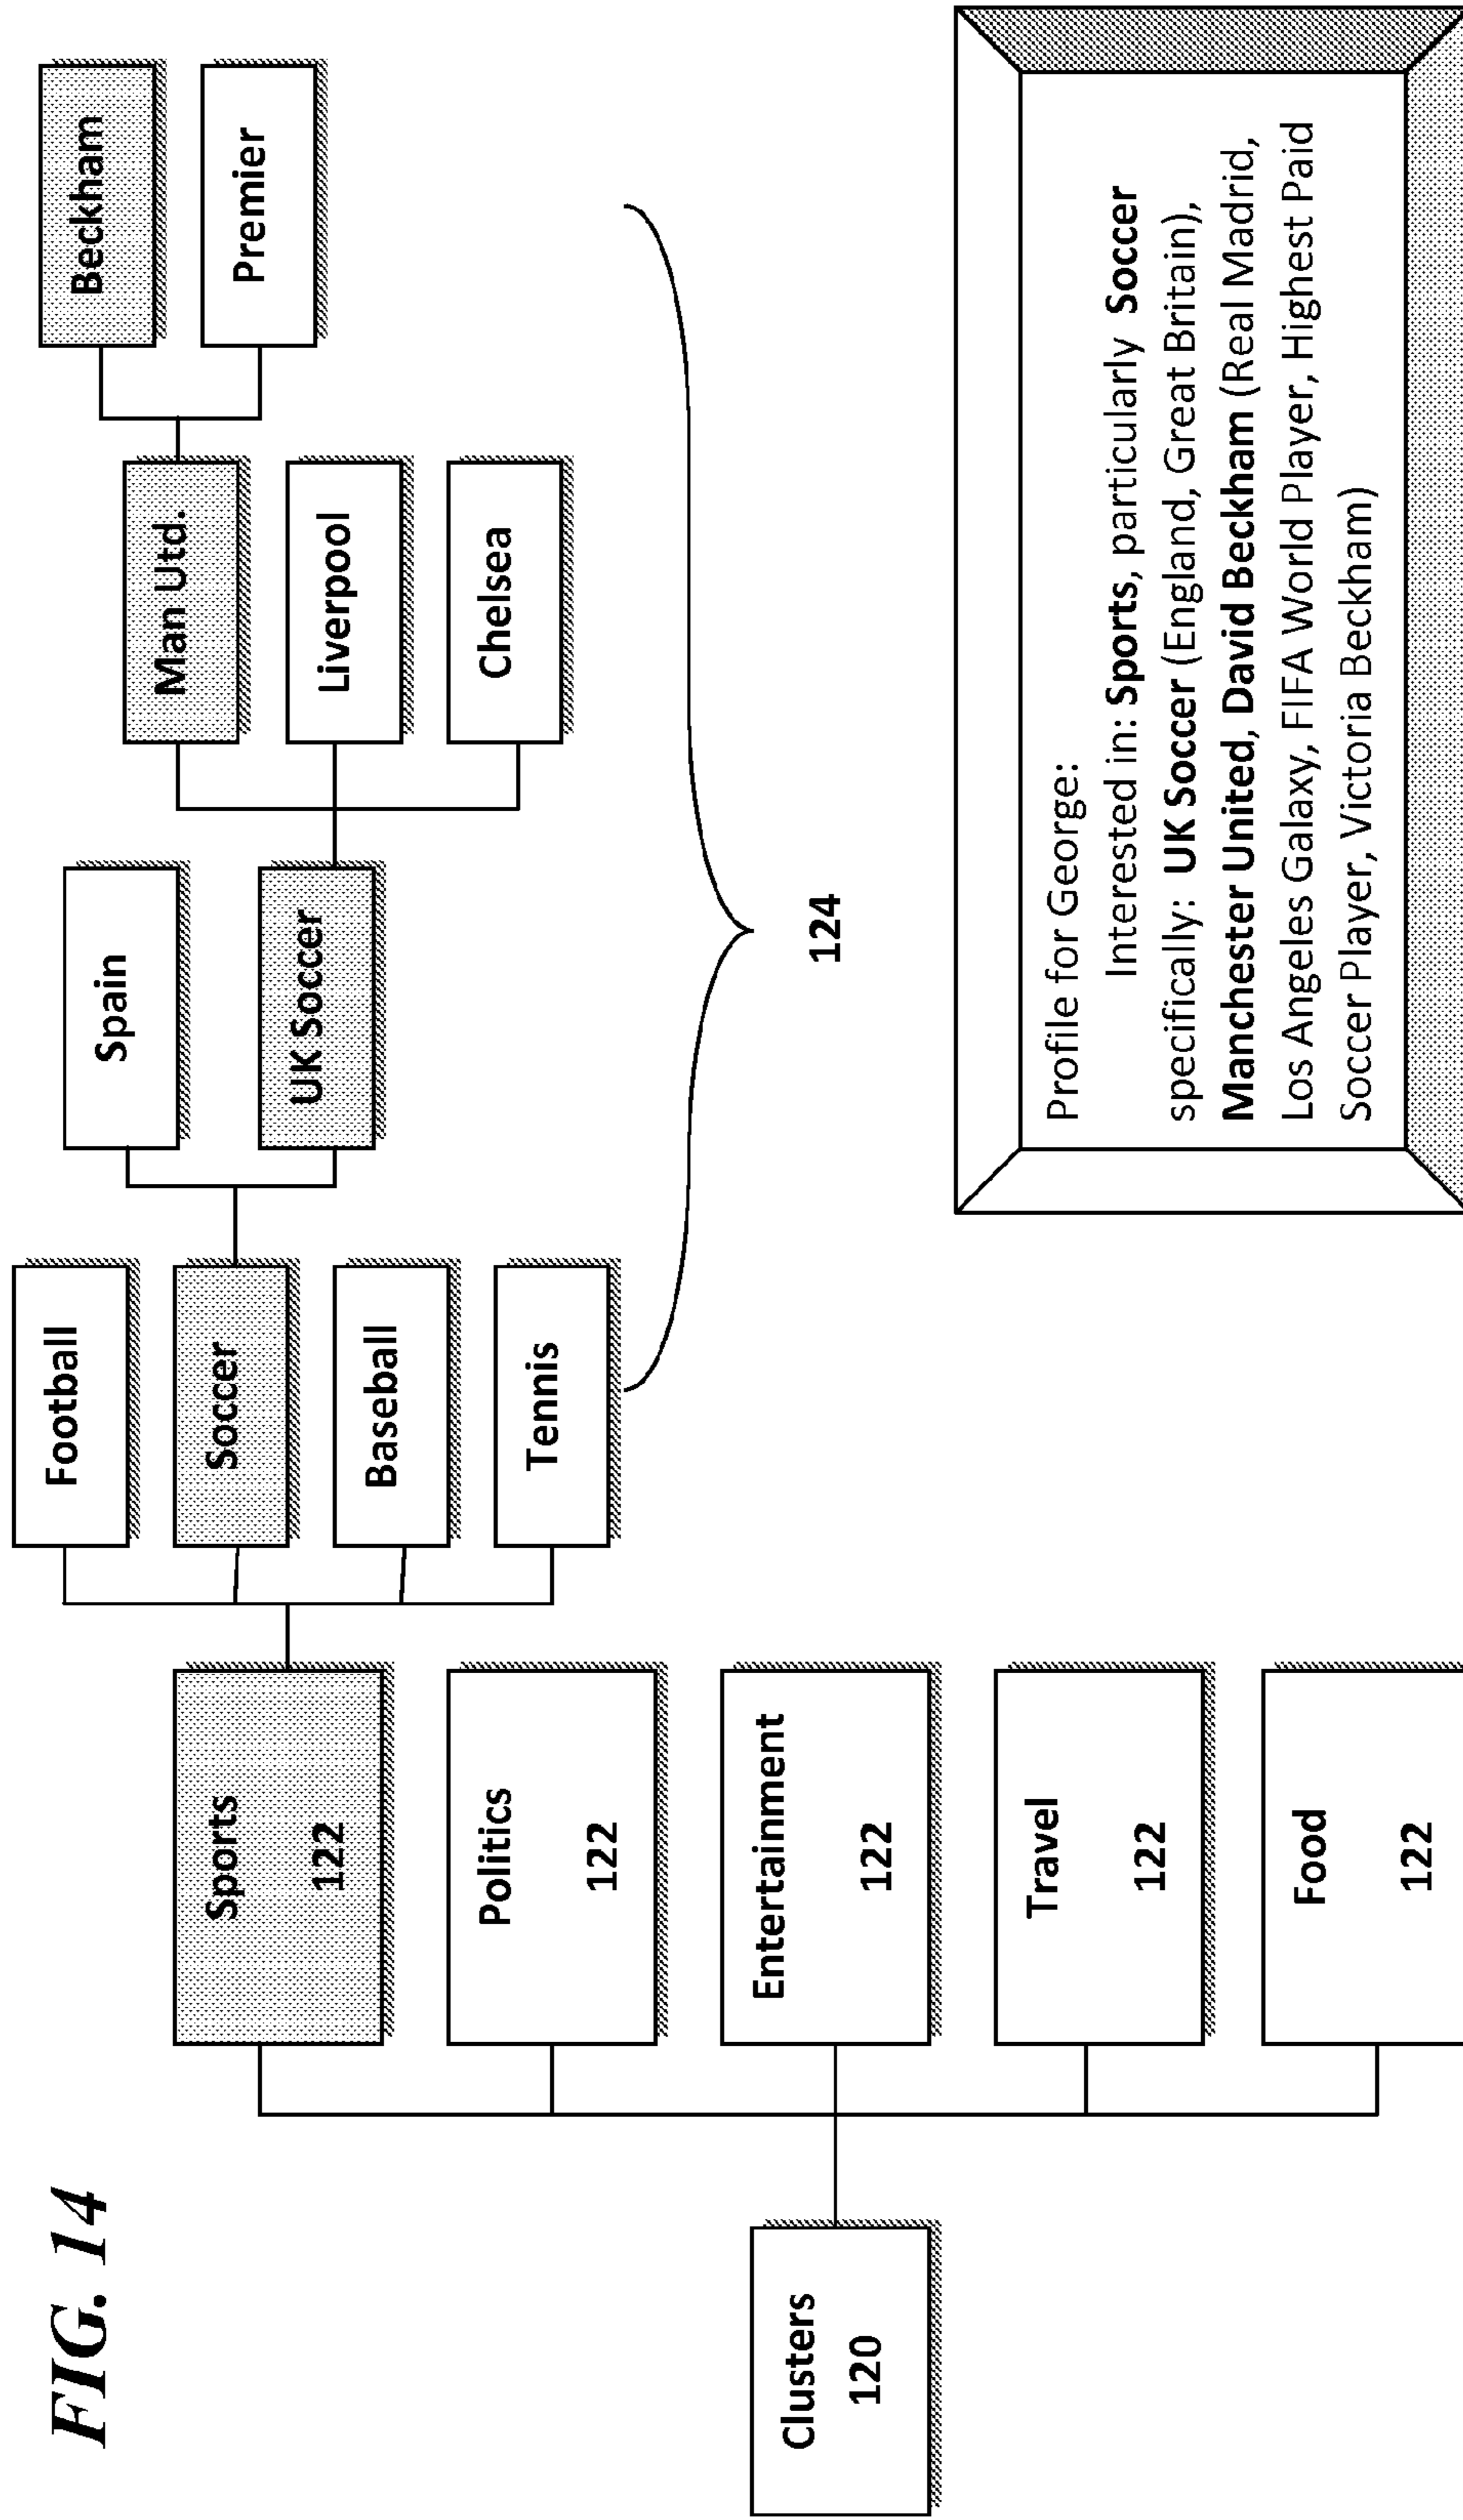 FIG. 14
Clusters
120
Sports
122
Politics
122
Entertainment
122
Travel
122
Food
122
Football
Soccer
Baseball
Tennis
Spain
UK Soccer
Man Utd.
Liverpool
Chelsea
Beckham
Premier
124
Profile for George:
Interested in: Sports, particularly Soccer
specifically: UK Soccer (England, Great Britain),
Manchester United, David Beckham (Real Madrid,
Los Angeles Galaxy, FIFA World Player, Highest Paid
Soccer Player, Victoria Beckham)